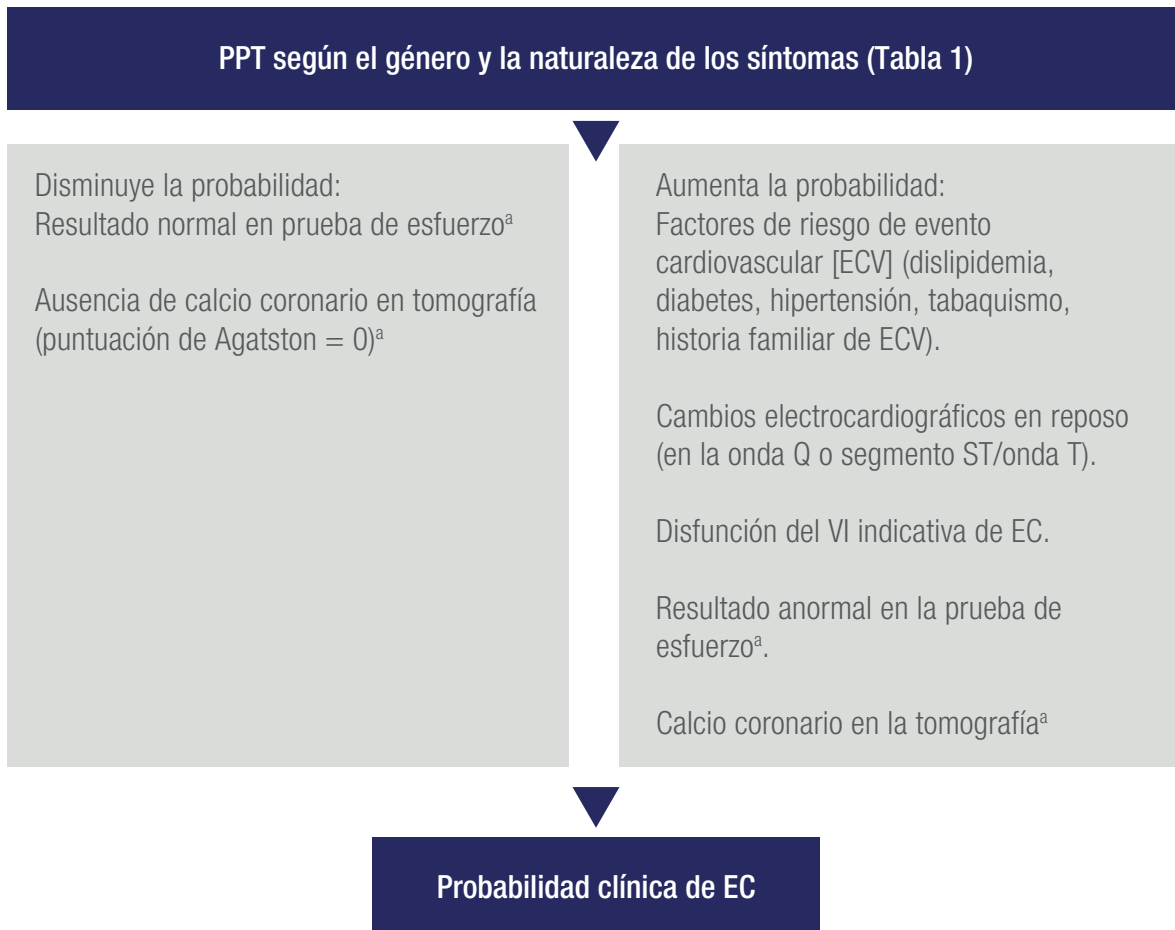 PPT según el género y la naturaleza de los síntomas (Tabla 1)
Disminuye la probabilidad:
Resultado normal en prueba de esfuerzoª
Ausencia de calcio coronario en tomografía
(puntuación de Agatston = 0)ª
Aumenta la probabilidad:
Factores de riesgo de evento
cardiovascular [ECV] (dislipidemia,
diabetes, hipertensión, tabaquismo,
historia familiar de ECV).
Cambios electrocardiográficos en reposo
(en la onda Q o segmento ST/onda T).
Disfunción del VI indicativa de EC.
Resultado anormal en la prueba de
esfuerzoª.
Calcio coronario en la tomografíaª
Probabilidad clínica de EC